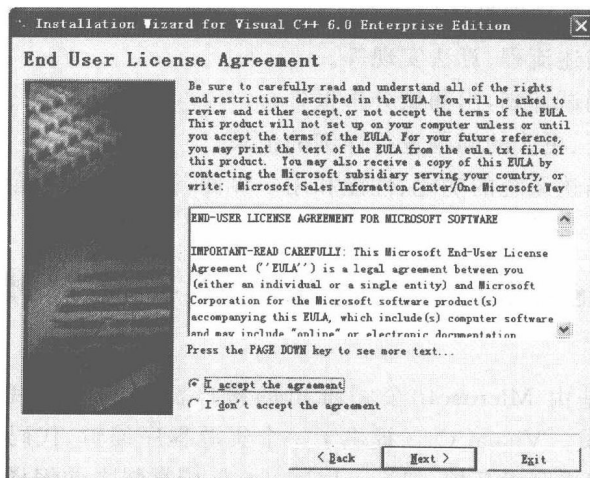 Installation Wizard for Visual C++ 6.0 Enterprise Edition
End User License Agreement
Be sure to carefully read and understand all of the rights
and restrictions described in the EULA. You will be asked to
review and either accept or not accept the terms of the EULA.
This product will not set up on your computer unless or until
you accept the terms of the EULA. For your future reference,
you may print the text of the EULA from the eula.txt file of
this product. You may also receive a copy of this EULA by
contacting the Microsoft subsidiary serving your country, or
write: Microsoft Sales Information Center/One Microsoft Way
END-USER LICENSE AGREEMENT FOR MICROSOFT SOFTWARE
IMPORTANT-READ CAREFULLY: This Microsoft End-User License
Agreement (''EULA'') is a legal agreement between you
(either an individual or a single entity) and Microsoft
Corporation for the Microsoft software product(s)
accompanying this EULA, which include(s) computer software
and may include "online" or electronic documentation
Press the PAGE DOWN key to see more text...
I accept the agreement
I don't accept the agreement
< Back
Next >
Exit